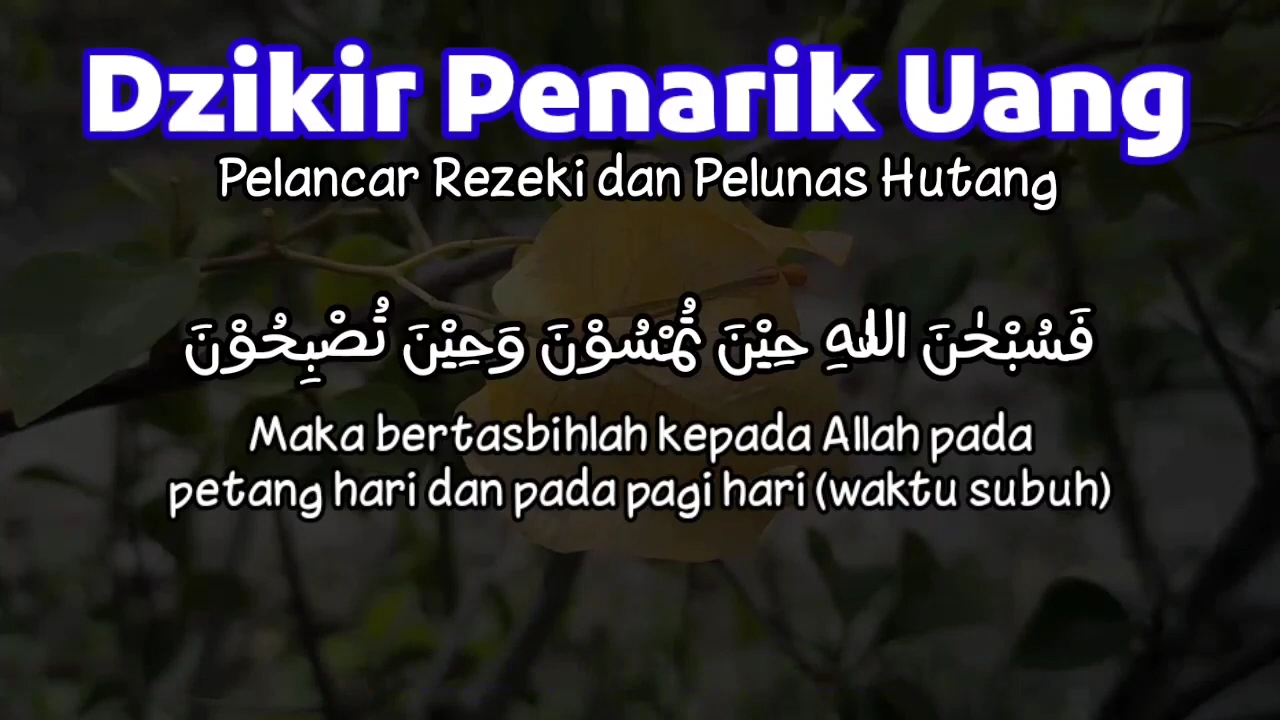 Dzikir Penarik Uang
Pelancar Rezeki dan Pelunas Hutang
فَسُبْحٰنَ اللهِ حِيْنَ تُمْسُوْنَ وَحِيْنَ تُصْبِحُوْنَ
Maka bertasbihlah kepada Allah pada
petang hari dan pada pagi hari (waktu subuh)